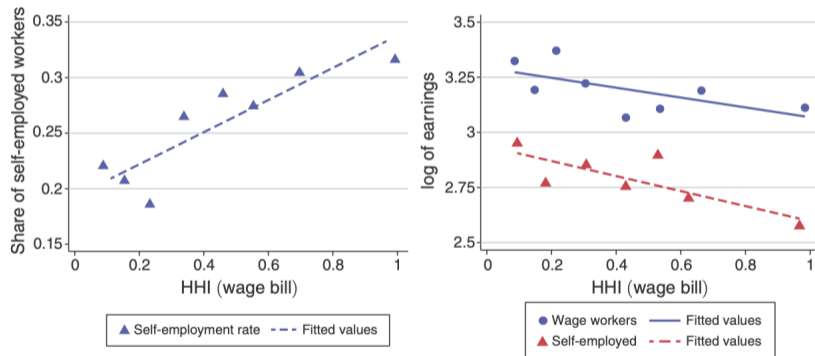 Share of self-employed workers
0.35
0.3
0.25
0.2
0.15
0 0.2 0.4 0.6 0.8 1
HHI (wage bill)
Self-employment rate Fitted values
log of earnings
3.5
3.25
3
2.75
2.5
0 0.2 0.4 0.6 0.8 1
HHI (wage bill)
Wage workers Fitted values
Self-employed Fitted values